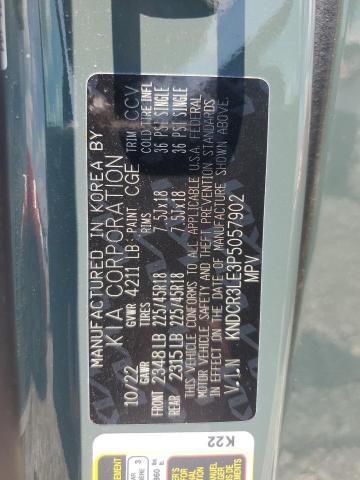 MANUFACTURED IN KOREA BY
KIA CORPORATION
10/22 GVWR 4211 LB PAINT CGE TRIM CCV
GAWR TIRES RIMS COLD TIRE INFL
FRONT 2348 LB 225/45R18 7.5JX18 36 PSI SINGLE
REAR 2315 LB 225/45R18 7.5JX18 36 PSI SINGLE
THIS VEHICLE CONFORMS TO ALL APPLICABLE U.S.A FEDERAL
MOTOR VEHICLE SAFETY AND THEFT PREVENTION STANDARDS
IN EFFECT ON THE DATE OF MANUFACTURE SHOWN ABOVE.
V.I.N KNDCR3LE3P5057902
MPV
K22